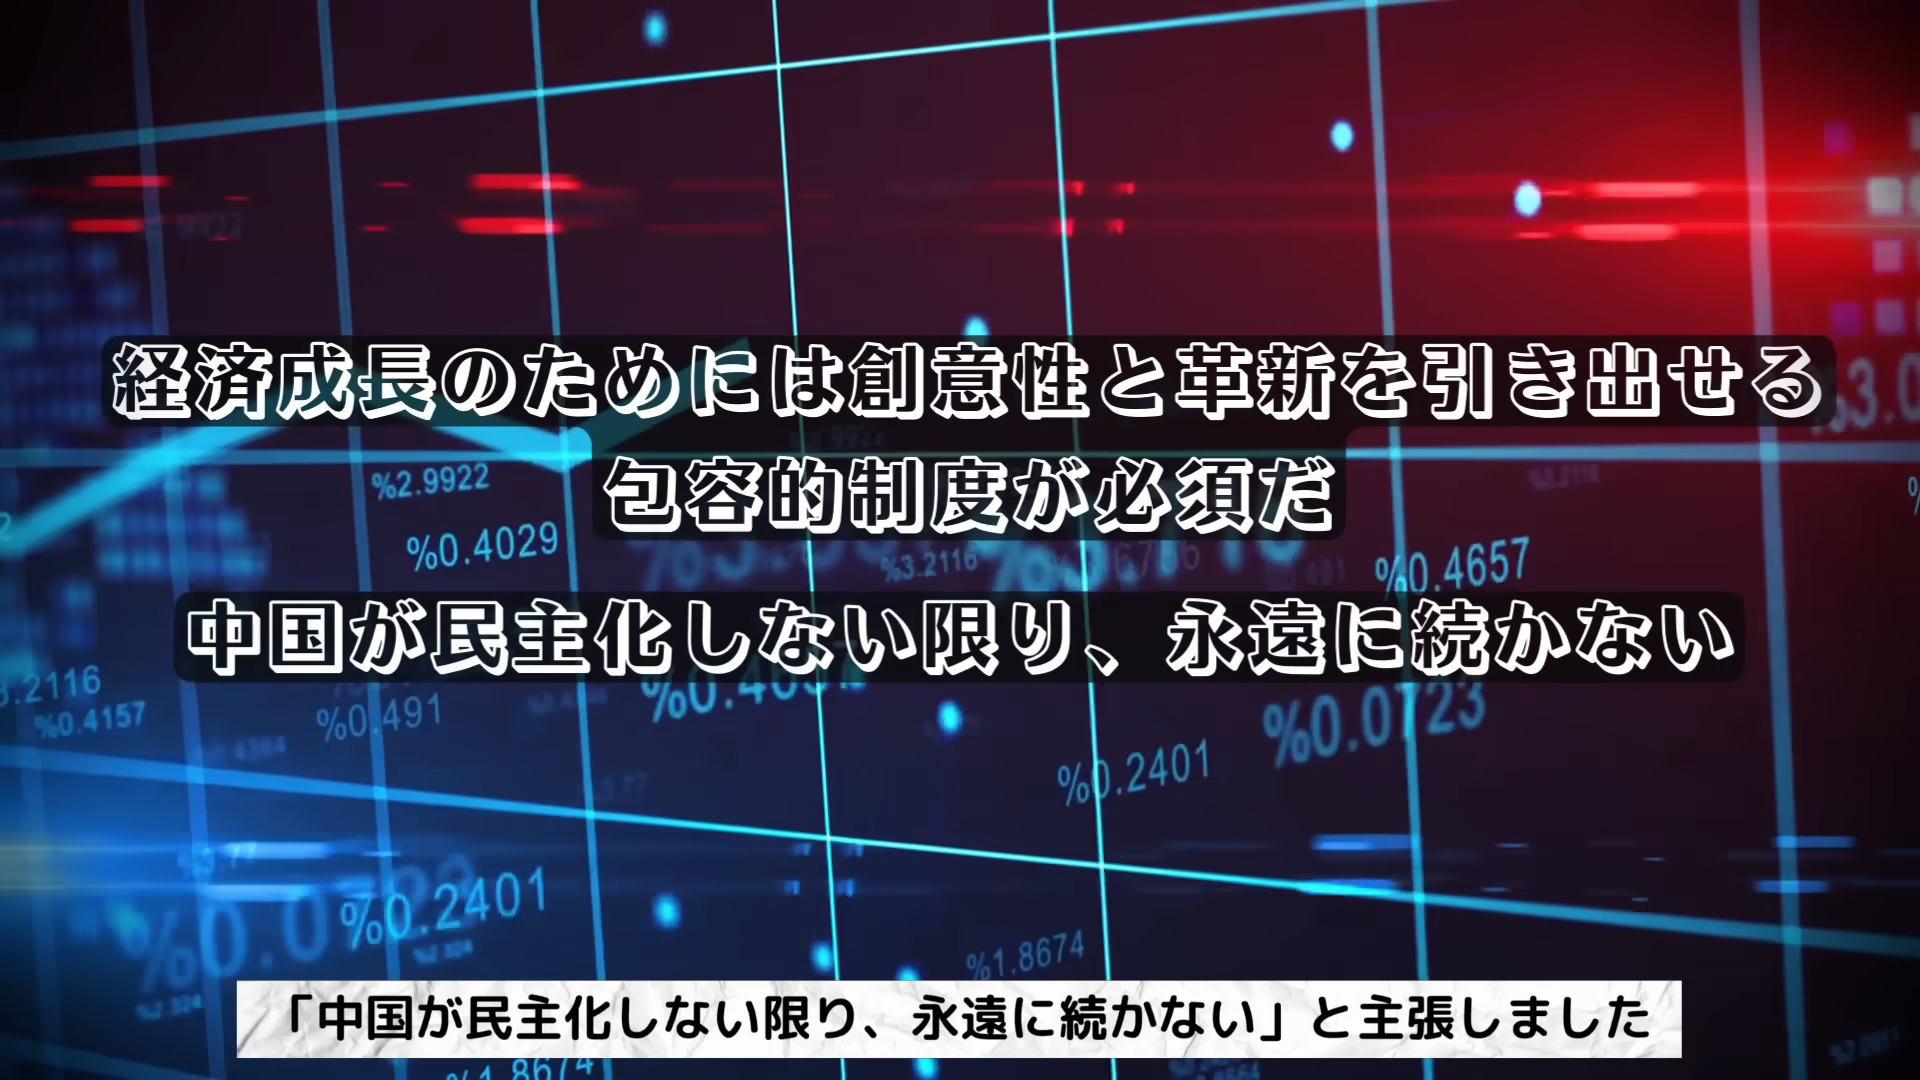 経済成長のためには創意性と革新を引き出せる
包容的制度が必須だ
%2.9922
%0.4029
%3.2116
%0.4657
中国が民主化しない限り、永遠に続かない
3.2116
%0.4157
%0.491
%0.0723
%0.2401
%0.2401
%1.8674
「中国が民主化しない限り、永遠に続かない」と主張しました